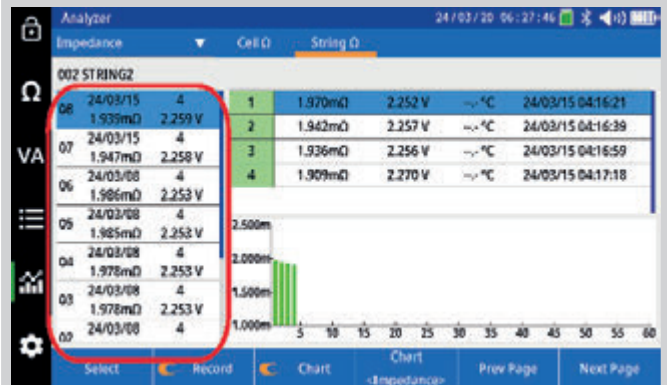 Analyzer 24/03/20 06:27:46
Impedance ▼ Cell Ω String Ω
002 STRING2
Ω
VA
08 24/03/15 4
1.939mΩ 2.259 V
07 24/03/15 4
1.947mΩ 2.258 V
06 24/03/08 4
1.986mΩ 2.253 V
05 24/03/08 4
1.985mΩ 2.253 V
04 24/03/08 4
1.978mΩ 2.253 V
03 24/03/08 4
1.978mΩ 2.253 V
02 24/03/08 4
1 1.970mΩ 2.252 V --.- °C 24/03/15 04:16:21
2 1.942mΩ 2.257 V --.- °C 24/03/15 04:16:39
3 1.936mΩ 2.256 V --.- °C 24/03/15 04:16:59
4 1.909mΩ 2.270 V --.- °C 24/03/15 04:17:18
2.500m
2.000m
1.500m
1.000m
5 10 15 20 25 30 35 40 45 50 55 60
Select Record Chart Chart Prev Page Next Page
<Impedance>